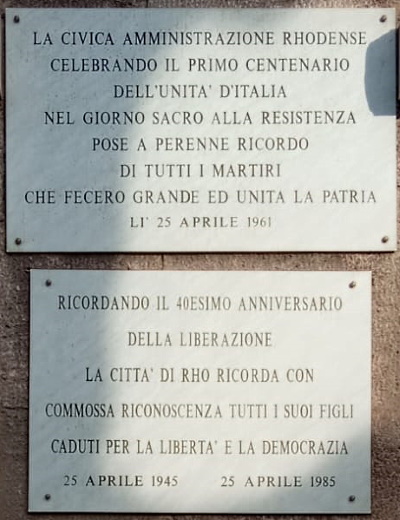 LA CIVICA AMMINISTRAZIONE RHODENSE
CELEBRANDO IL PRIMO CENTENARIO
DELL'UNITA' D'ITALIA
NEL GIORNO SACRO ALLA RESISTENZA
POSE A PERENNE RICORDO
DI TUTTI I MARTIRI
CHE FECERO GRANDE ED UNITA LA PATRIA
LI' 25 APRILE 1961
RICORDANDO IL 40ESIMO ANNIVERSARIO
DELLA LIBERAZIONE
LA CITTA' DI RHO RICORDA CON
COMMOSSA RICONOSCENZA TUTTI I SUOI FIGLI
CADUTI PER LA LIBERTA' E LA DEMOCRAZIA
25 APRILE 1945 25 APRILE 1985